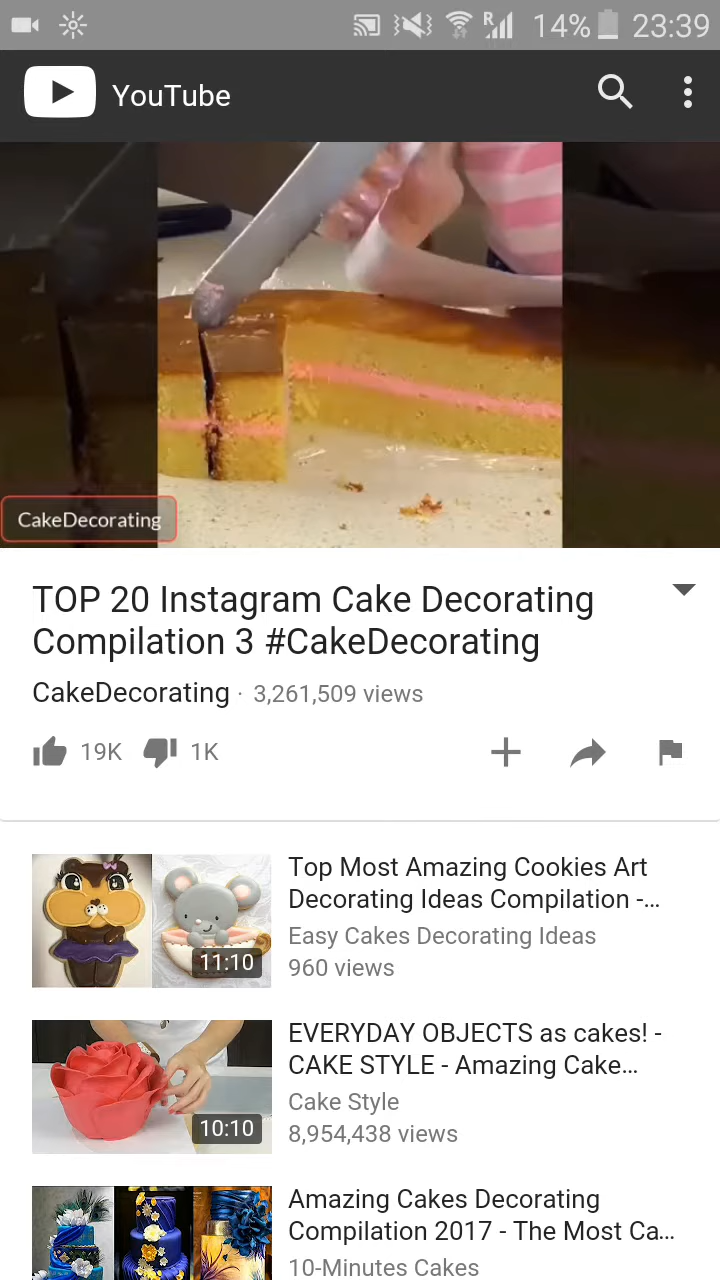 R 14% 23:39
YouTube
CakeDecorating
TOP 20 Instagram Cake Decorating
Compilation 3 #CakeDecorating
CakeDecorating · 3,261,509 views
19K 1K
Top Most Amazing Cookies Art
Decorating Ideas Compilation -...
Easy Cakes Decorating Ideas
960 views
11:10
EVERYDAY OBJECTS as cakes! -
CAKE STYLE - Amazing Cake...
Cake Style
8,954,438 views
10:10
Amazing Cakes Decorating
Compilation 2017 - The Most Ca...
10-Minutes Cakes